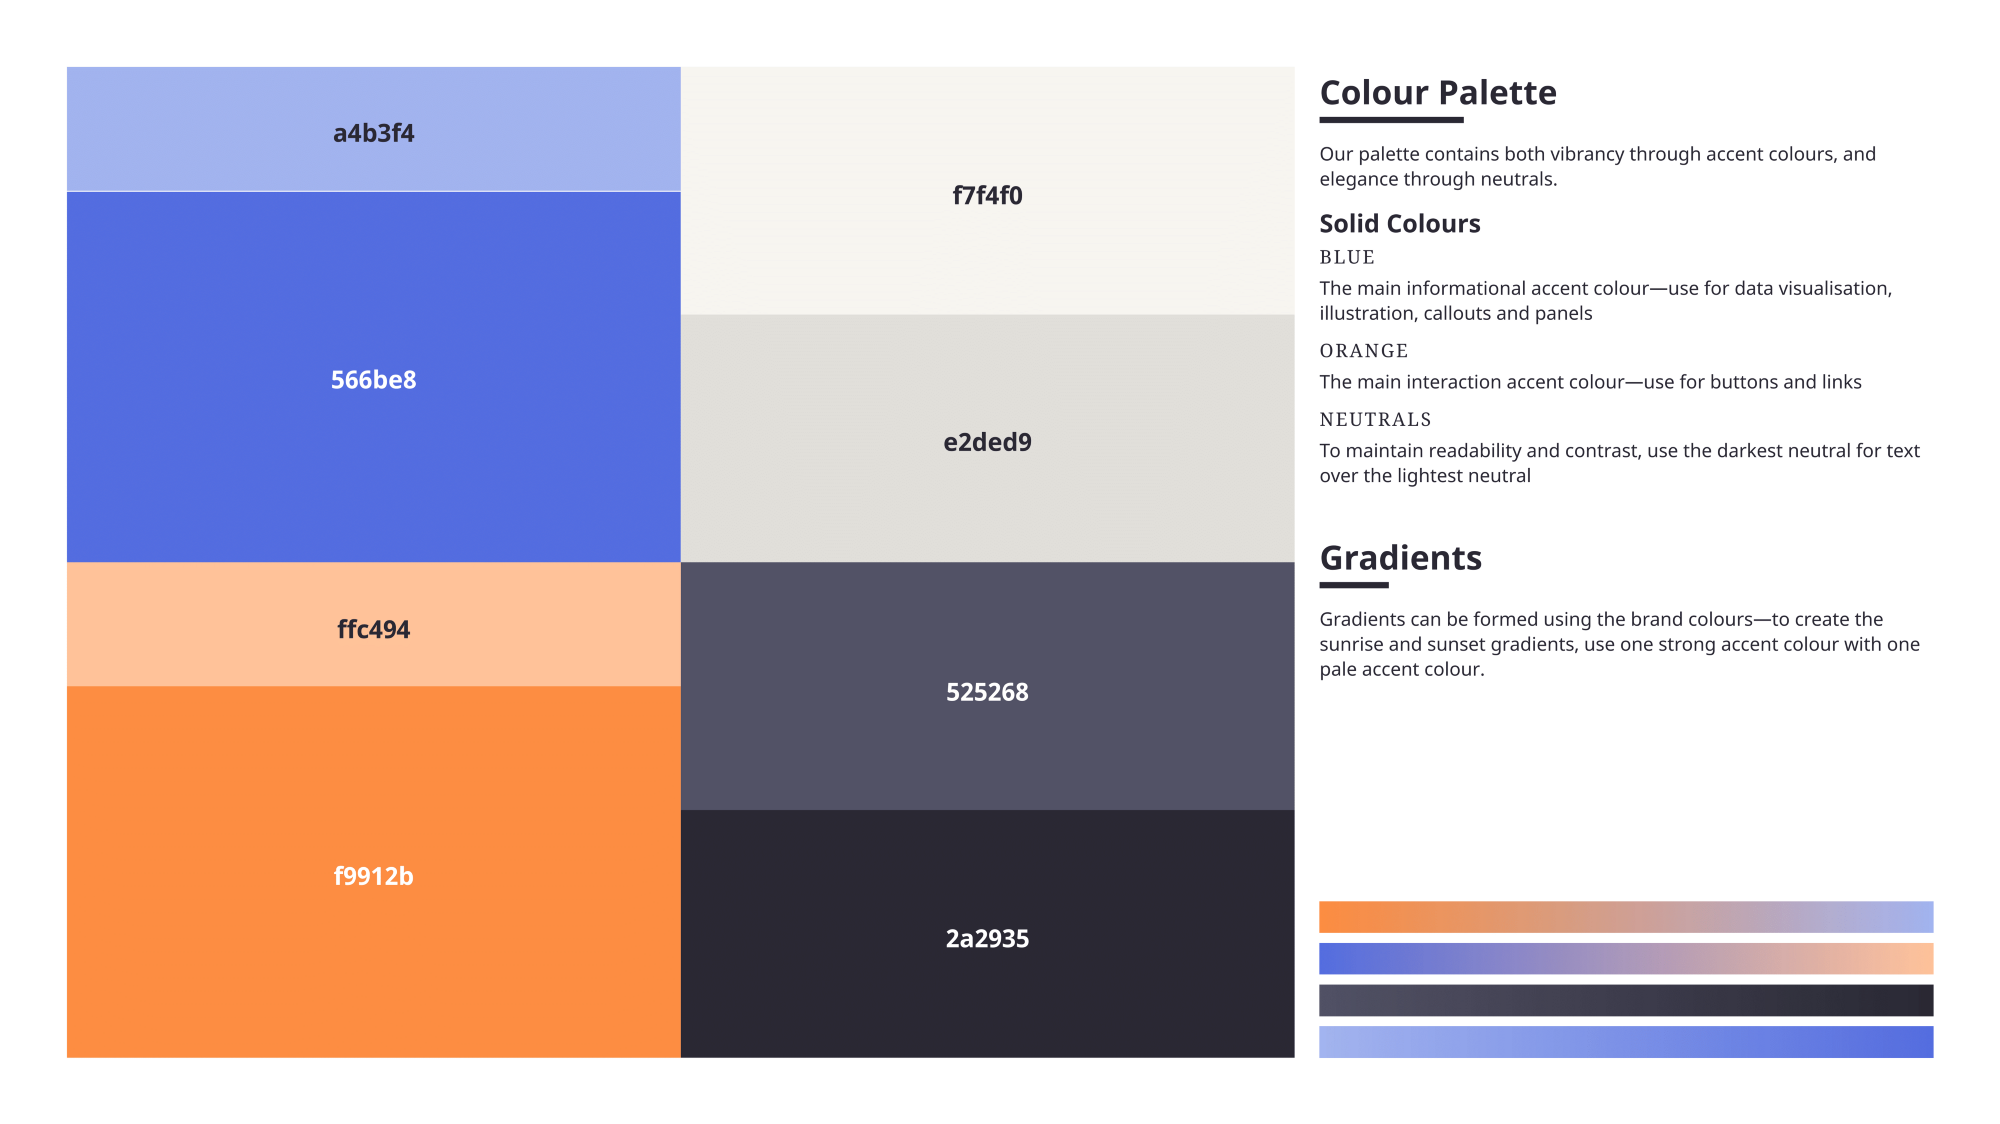 a4b3f4
566be8
ffc494
f9912b
f7f4f0
e2ded9
525268
2a2935
Colour Palette
Our palette contains both vibrancy through accent colours, and
elegance through neutrals.
Solid Colours
BLUE
The main informational accent colour—use for data visualisation,
illustration, callouts and panels
ORANGE
The main interaction accent colour—use for buttons and links
NEUTRALS
To maintain readability and contrast, use the darkest neutral for text
over the lightest neutral
Gradients
Gradients can be formed using the brand colours—to create the
sunrise and sunset gradients, use one strong accent colour with one
pale accent colour.